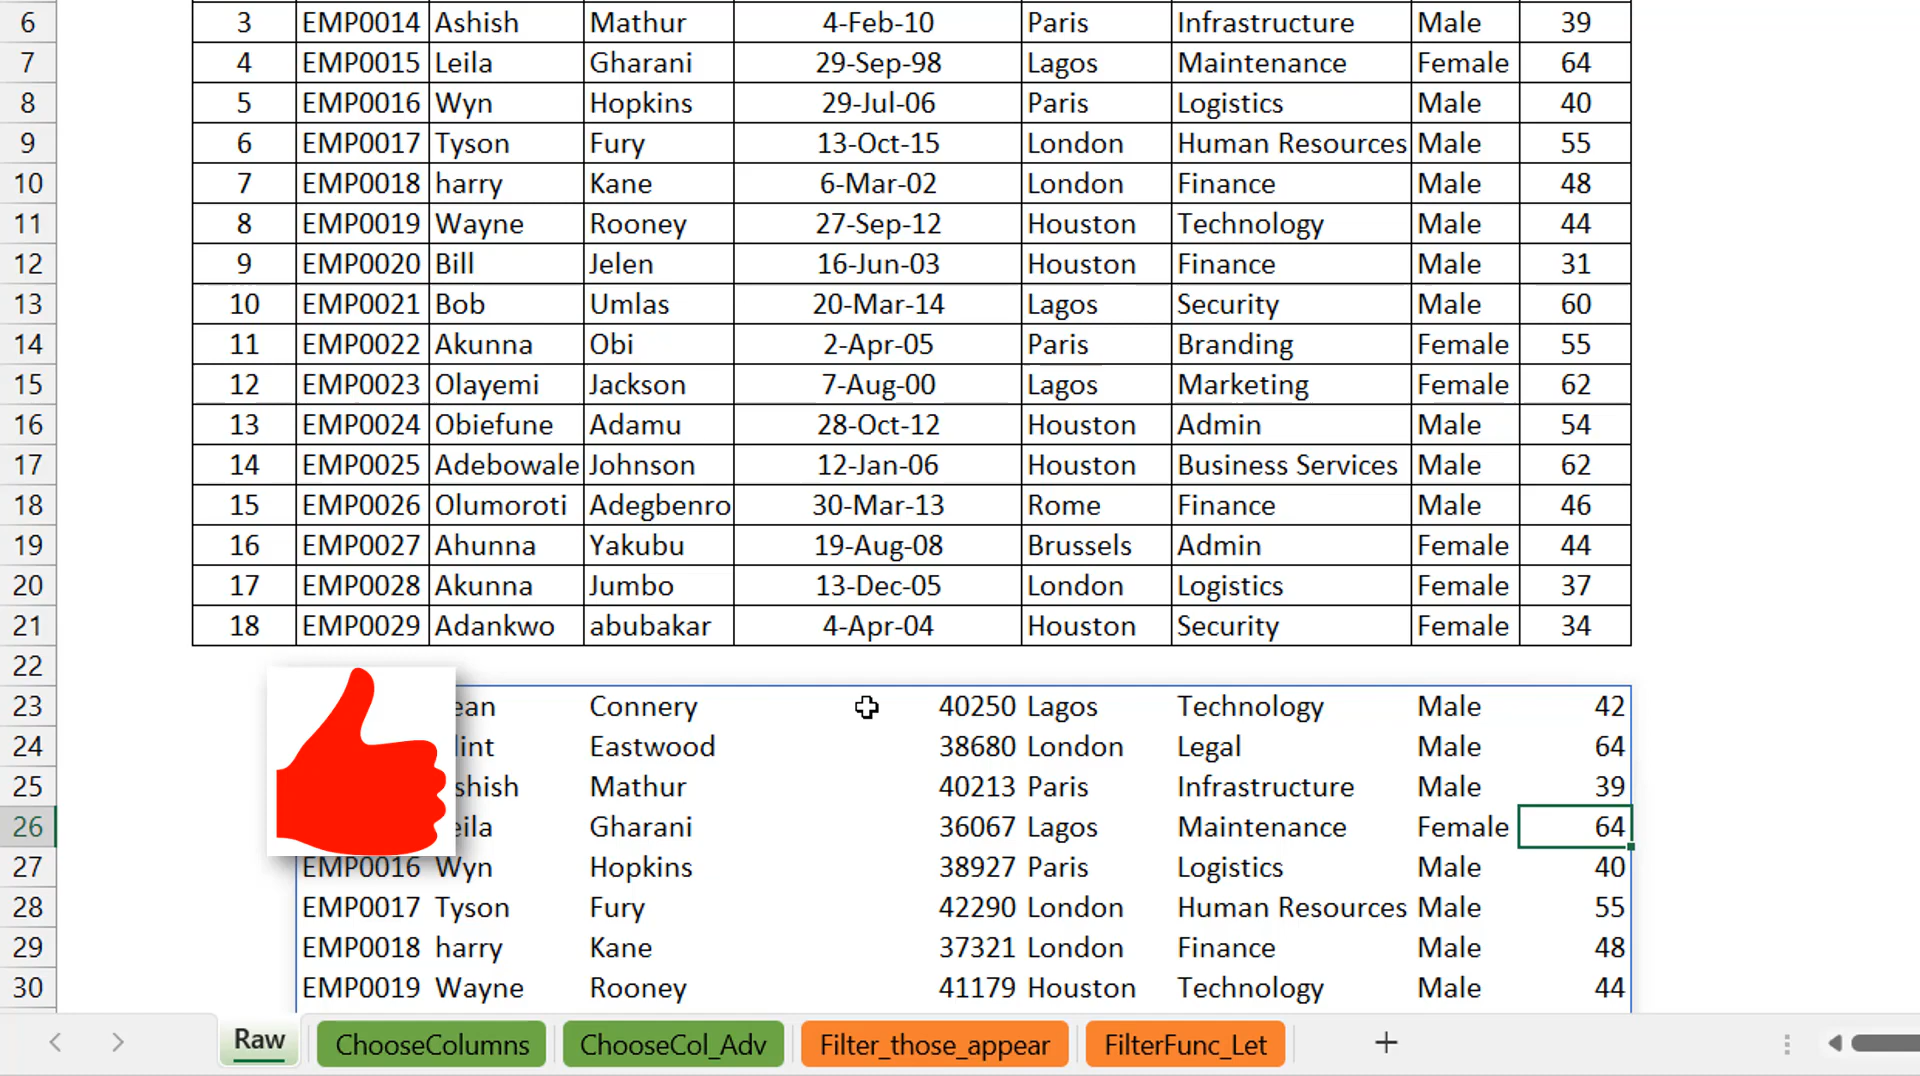 6 3 EMP0014 Ashish Mathur 4-Feb-10 Paris Infrastructure Male 39
7 4 EMP0015 Leila Gharani 29-Sep-98 Lagos Maintenance Female 64
8 5 EMP0016 Wyn Hopkins 29-Jul-06 Paris Logistics Male 40
9 6 EMP0017 Tyson Fury 13-Oct-15 London Human Resources Male 55
10 7 EMP0018 harry Kane 6-Mar-02 London Finance Male 48
11 8 EMP0019 Wayne Rooney 27-Sep-12 Houston Technology Male 44
12 9 EMP0020 Bill Jelen 16-Jun-03 Houston Finance Male 31
13 10 EMP0021 Bob Umlas 20-Mar-14 Lagos Security Male 60
14 11 EMP0022 Akunna Obi 2-Apr-05 Paris Branding Female 55
15 12 EMP0023 Olayemi Jackson 7-Aug-00 Lagos Marketing Female 62
16 13 EMP0024 Obiefune Adamu 28-Oct-12 Houston Admin Male 54
17 14 EMP0025 Adebowale Johnson 12-Jan-06 Houston Business Services Male 62
18 15 EMP0026 Olumoroti Adegbenro 30-Mar-13 Rome Finance Male 46
19 16 EMP0027 Ahunna Yakubu 19-Aug-08 Brussels Admin Female 44
20 17 EMP0028 Akunna Jumbo 13-Dec-05 London Logistics Female 37
21 18 EMP0029 Adankwo abubakar 4-Apr-04 Houston Security Female 34
22
23 ean Connery 40250 Lagos Technology Male 42
24 lint Eastwood 38680 London Legal Male 64
25 shish Mathur 40213 Paris Infrastructure Male 39
26 eila Gharani 36067 Lagos Maintenance Female 64
27 EMP0016 Wyn Hopkins 38927 Paris Logistics Male 40
28 EMP0017 Tyson Fury 42290 London Human Resources Male 55
29 EMP0018 harry Kane 37321 London Finance Male 48
30 EMP0019 Wayne Rooney 41179 Houston Technology Male 44
Raw ChooseColumns ChooseCol_Adv Filter_those_appear FilterFunc_Let